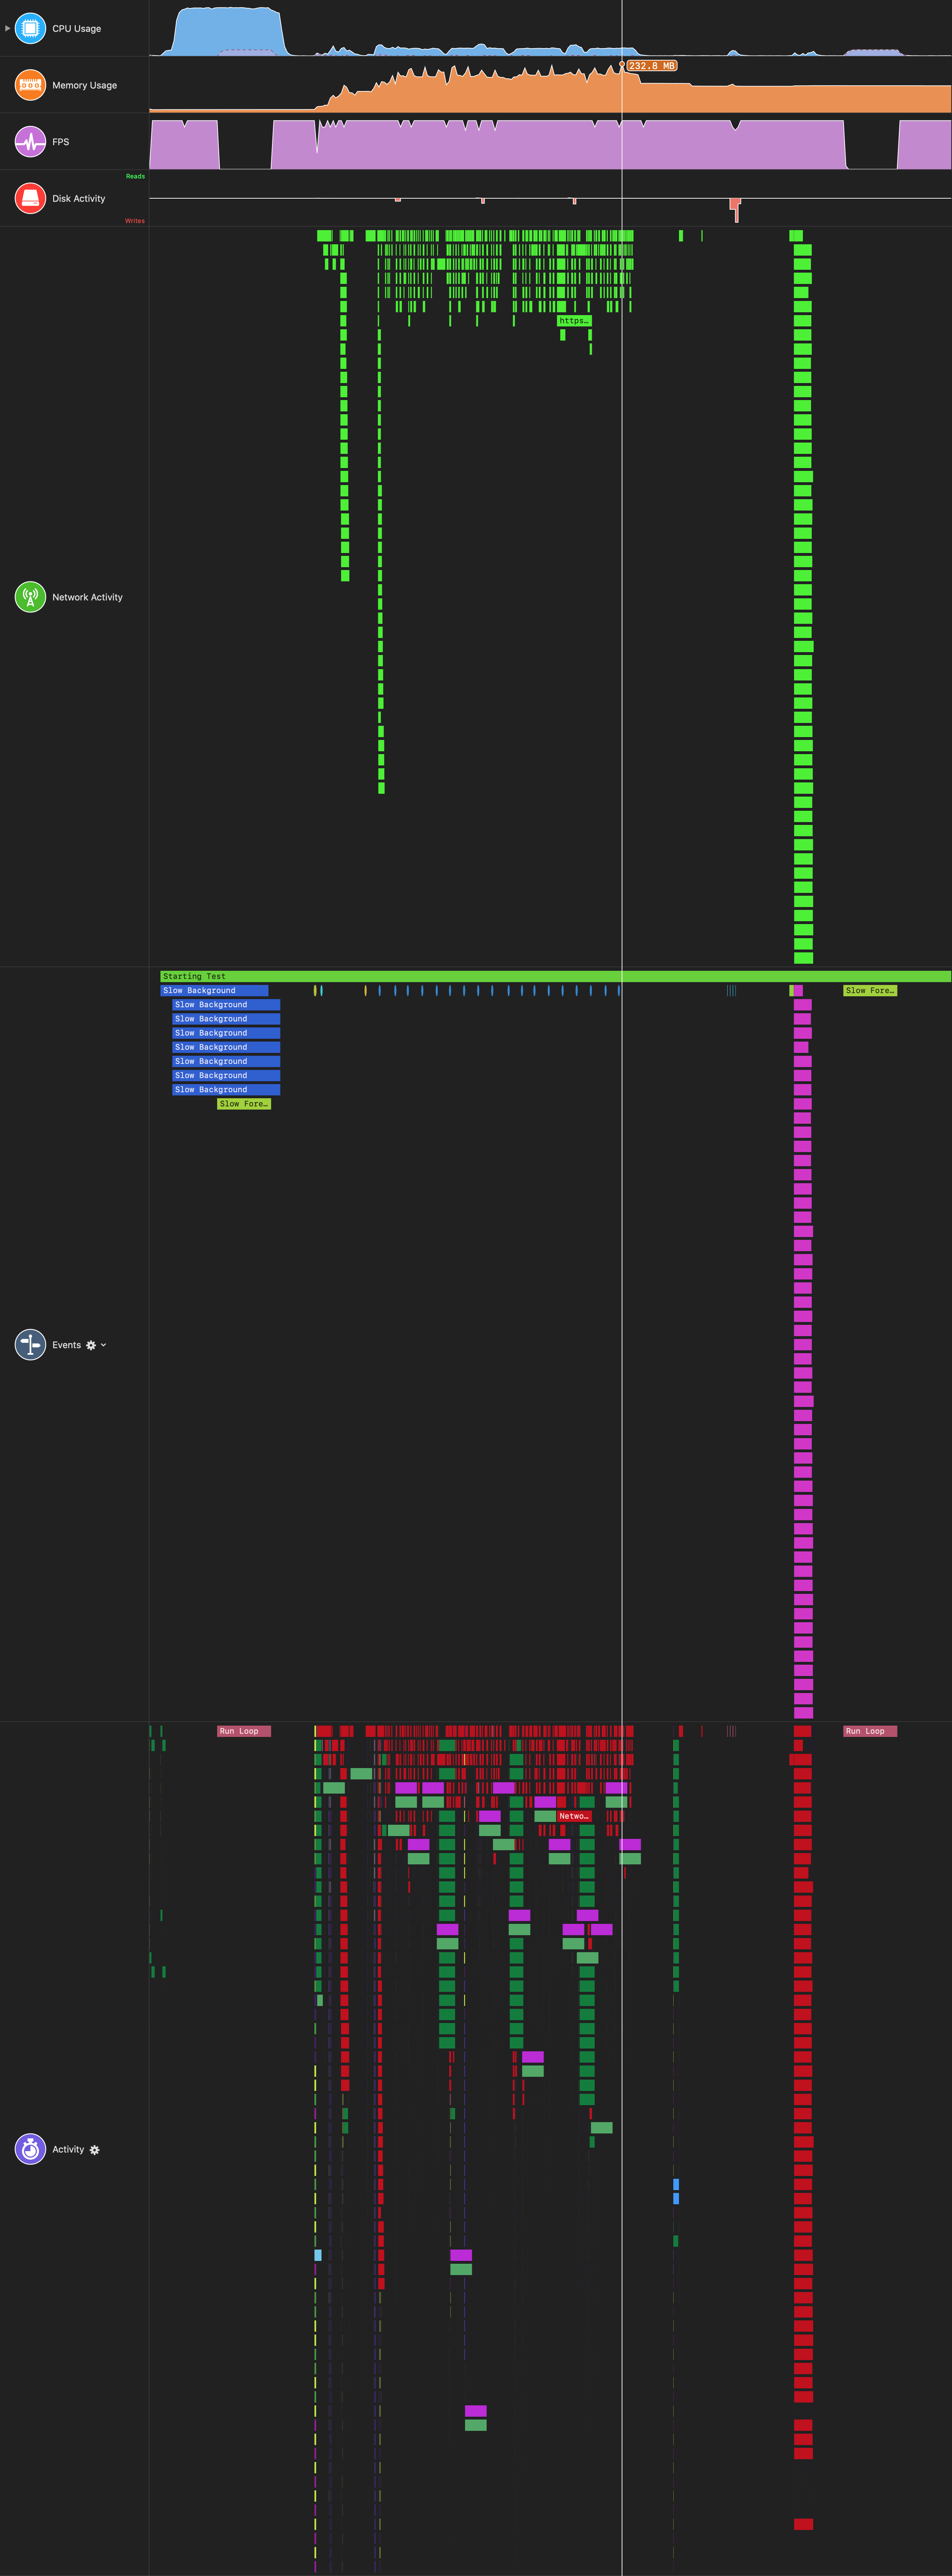 CPU Usage
Memory Usage
232.8 MB
FPS
Reads
Disk Activity
Writes
https…
Network Activity
Starting Test
Slow Background
Slow Fore…
Slow Background
Slow Background
Slow Background
Slow Background
Slow Background
Slow Background
Slow Background
Slow Fore…
Events
Run Loop
Run Loop
Netwo…
Activity